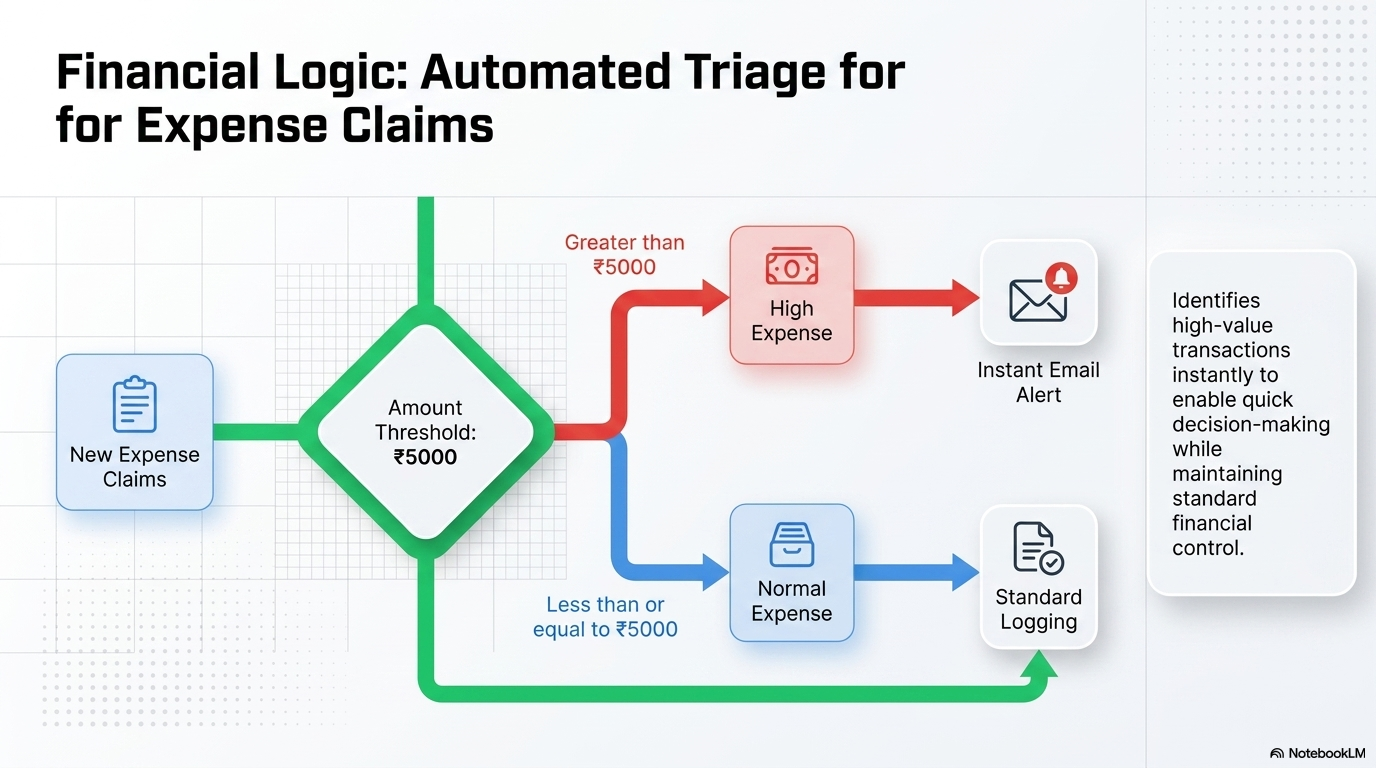 Financial Logic: Automated Triage for
for Expense Claims
New Expense
Claims
Amount
Threshold:
₹5000
Greater than
₹5000
High
Expense
Instant Email
Alert
Less than or
equal to ₹5000
Normal
Expense
Standard
Logging
Identifies
high-value
transactions
instantly to
enable quick
decision-making
while
maintaining
standard
financial
control.
NotebookLM